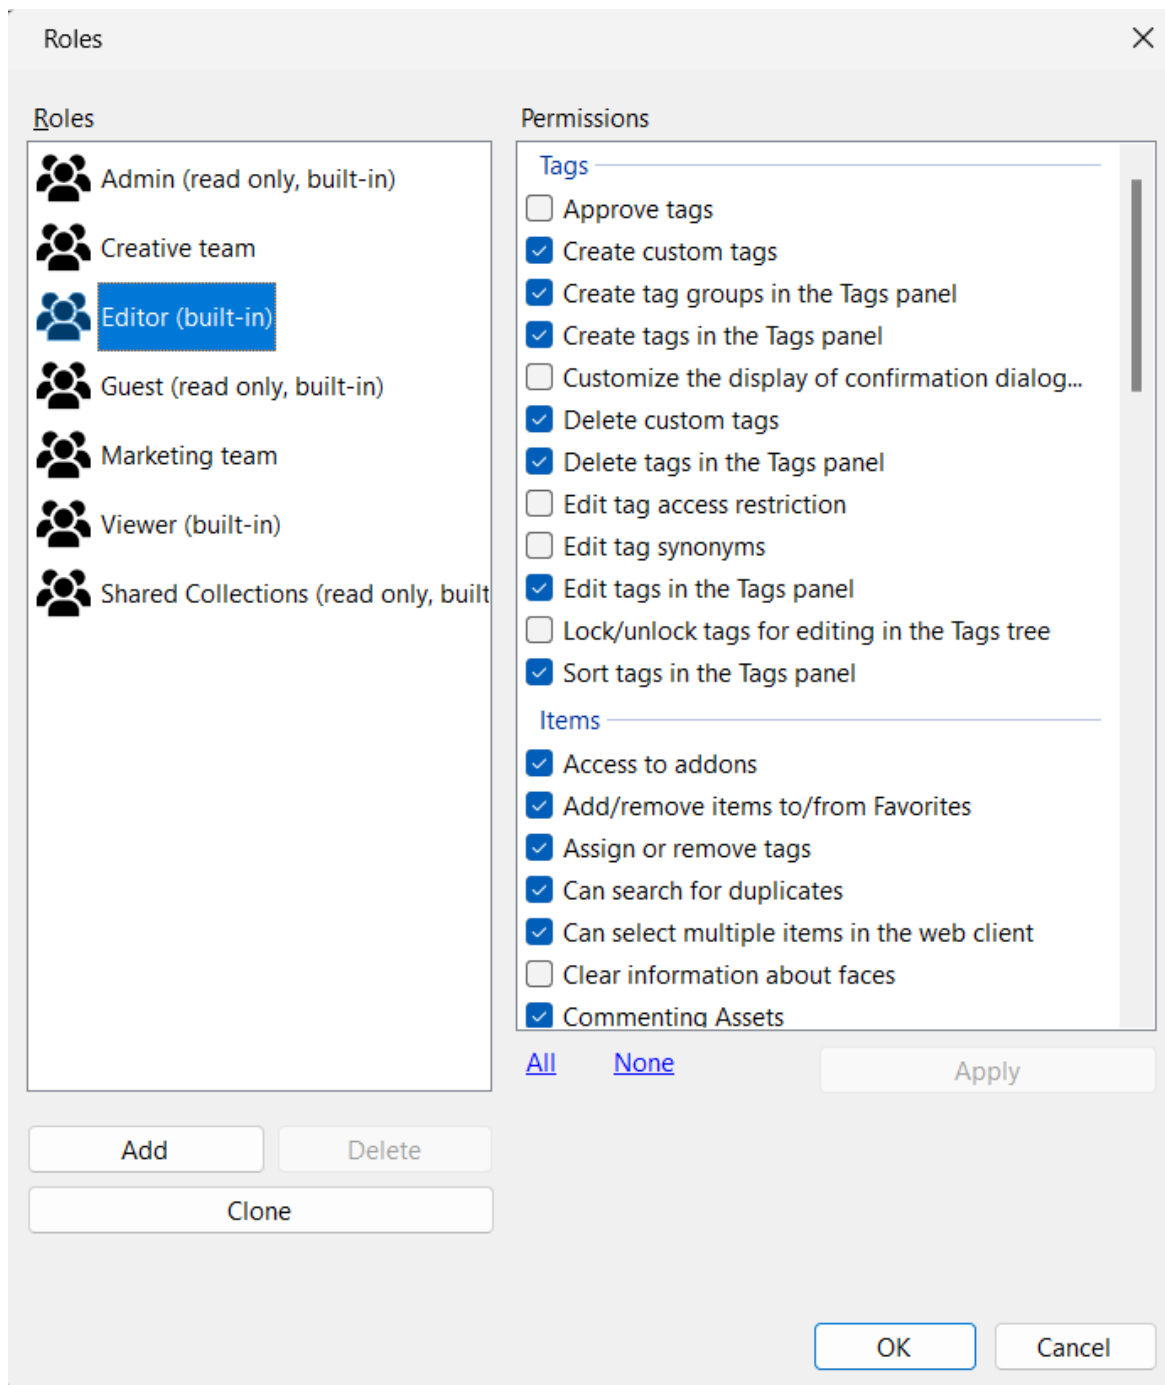 Roles
Roles
Admin (read only, built-in)
Creative team
Editor (built-in)
Guest (read only, built-in)
Marketing team
Viewer (built-in)
Shared Collections (read only, built
Add
Delete
Clone
Permissions
Tags
Approve tags
Create custom tags
Create tag groups in the Tags panel
Create tags in the Tags panel
Customize the display of confirmation dialog...
Delete custom tags
Delete tags in the Tags panel
Edit tag access restriction
Edit tag synonyms
Edit tags in the Tags panel
Lock/unlock tags for editing in the Tags tree
Sort tags in the Tags panel
Items
Access to addons
Add/remove items to/from Favorites
Assign or remove tags
Can search for duplicates
Can select multiple items in the web client
Clear information about faces
Commenting Assets
All None
Apply
OK
Cancel